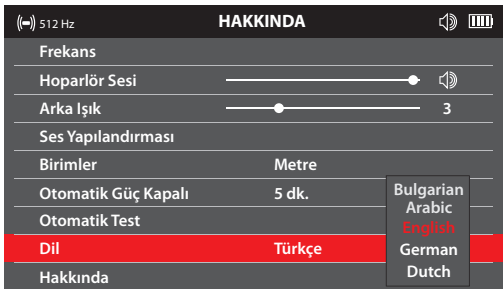 512 Hz HAKKINDA
Frekans
Hoparlör Sesi
Arka Işık 3
Ses Yapılandırması
Birimler Metre
Otomatik Güç Kapalı 5 dk.
Otomatik Test
Dil Türkçe
Hakkında
Bulgarian
Arabic
English
German
Dutch